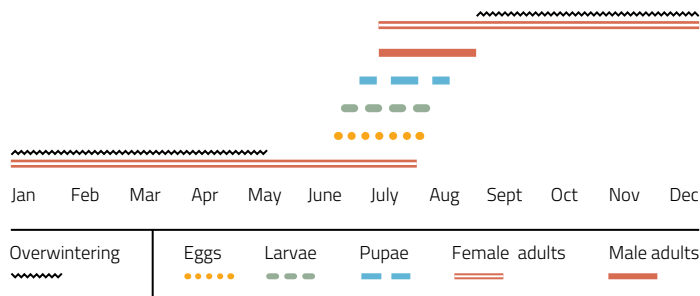 Jan Feb Mar Apr May June July Aug Sept Oct Nov Dec
Overwintering Eggs Larvae Pupae Female adults Male adults